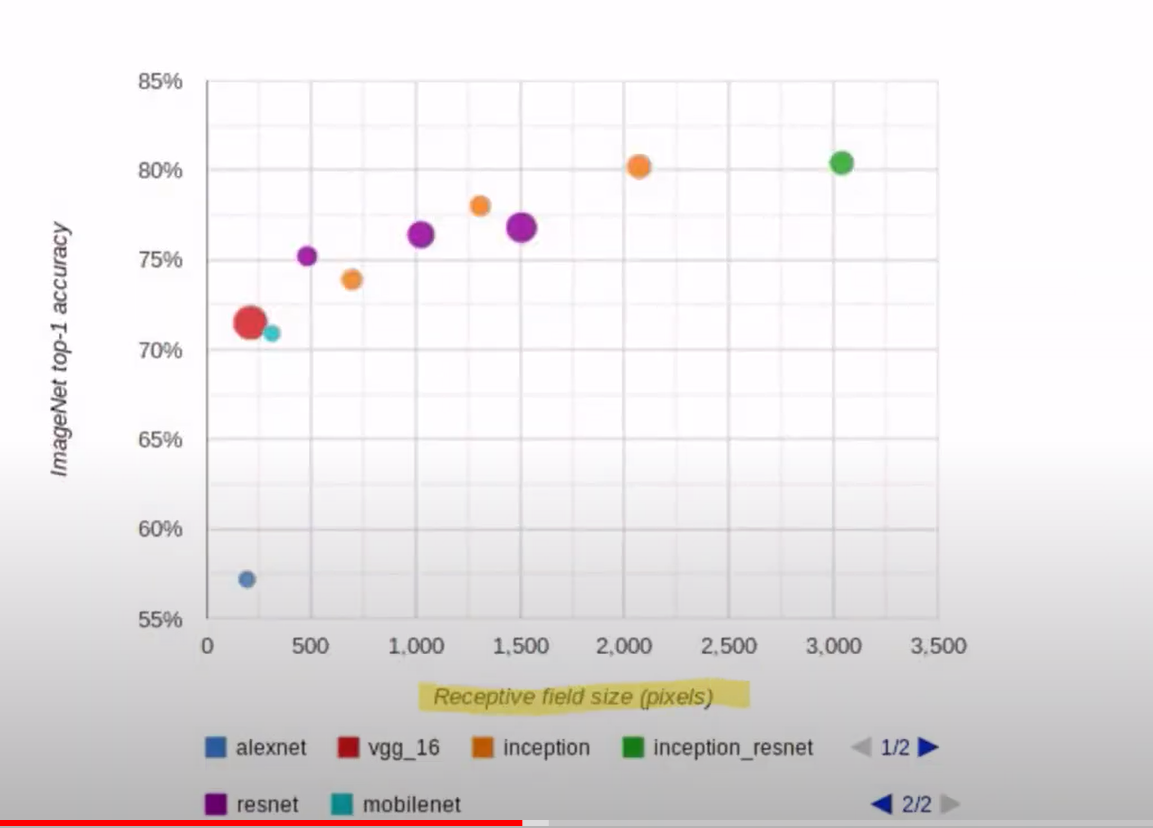 85%
80%
75%
70%
65%
60%
55%
ImageNet top-1 accuracy
0 500 1,000 1,500 2,000 2,500 3,000 3,500
Receptive field size (pixels)
alexnet vgg_16 inception inception_resnet 1/2
resnet mobilenet 2/2